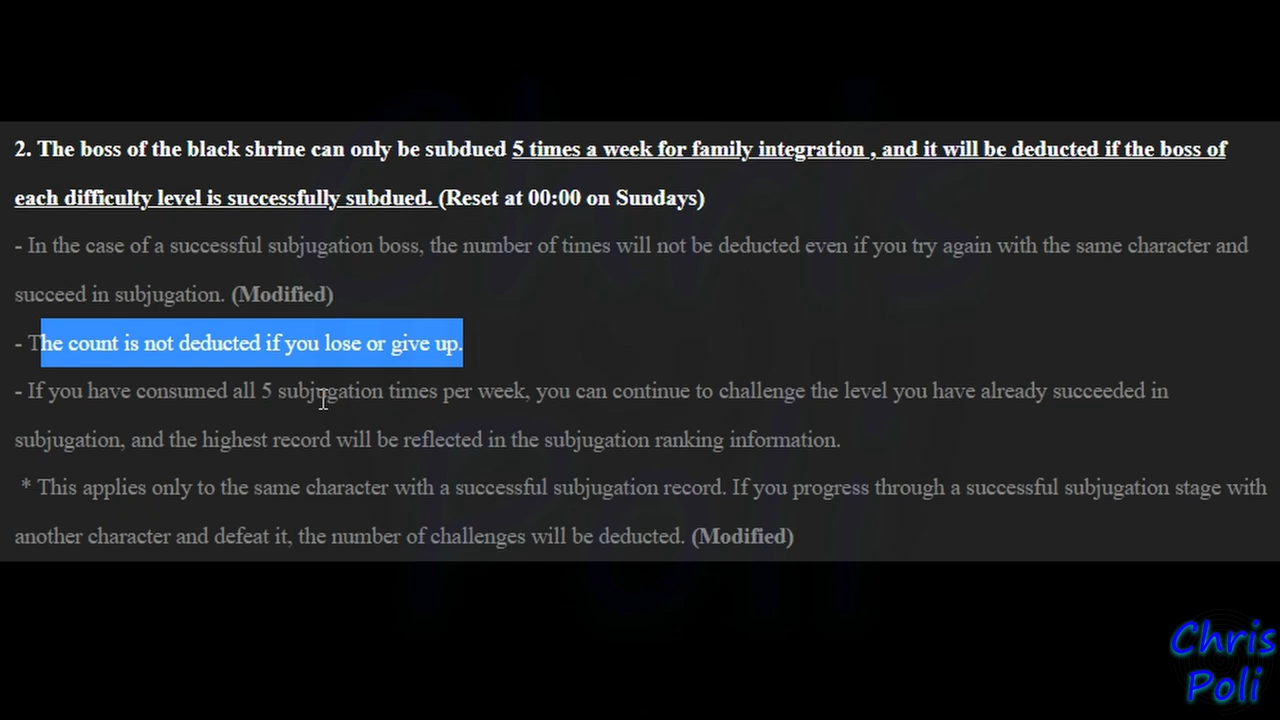 2. The boss of the black shrine can only be subdued 5 times a week for family integration , and it will be deducted if the boss of
each difficulty level is successfully subdued. (Reset at 00:00 on Sundays)
- In the case of a successful subjugation boss, the number of times will not be deducted even if you try again with the same character and
succeed in subjugation. (Modified)
- The count is not deducted if you lose or give up.
- If you have consumed all 5 subjugation times per week, you can continue to challenge the level you have already succeeded in
subjugation, and the highest record will be reflected in the subjugation ranking information.
* This applies only to the same character with a successful subjugation record. If you progress through a successful subjugation stage with
another character and defeat it, the number of challenges will be deducted. (Modified)
Chris
Poli